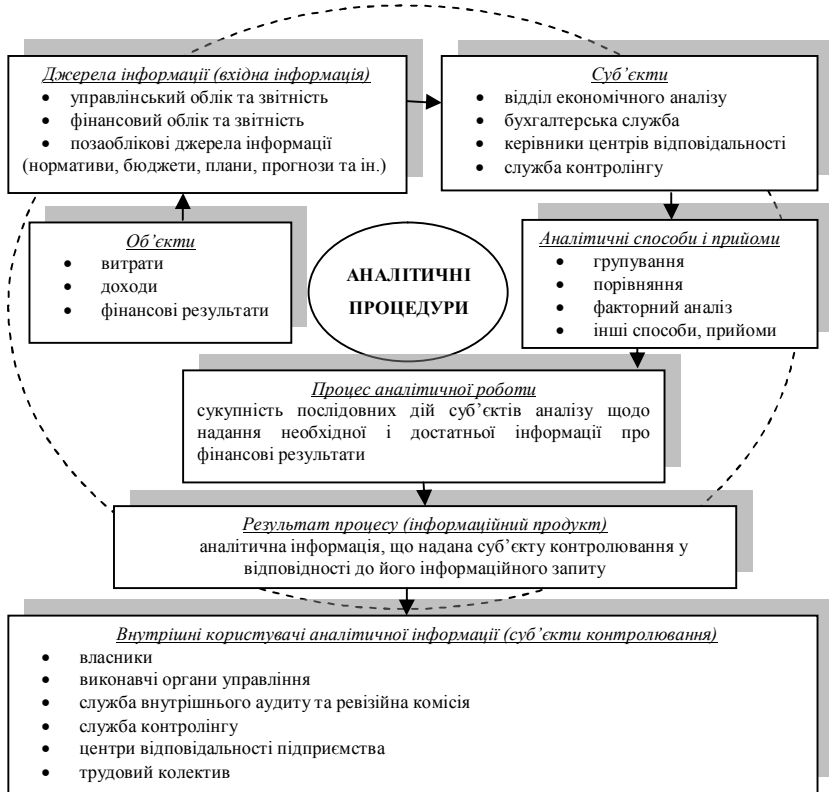 Джерела інформації (вхідна інформація)
• управлінський облік та звітність
• фінансовий облік та звітність
• позаоблікові джерела інформації
(нормативи, бюджети, плани, прогнози та ін.)
Суб’єкти
• відділ економічного аналізу
• бухгалтерська служба
• керівники центрів відповідальності
• служба контролінгу
Об’єкти
• витрати
• доходи
• фінансові результати
АНАЛІТИЧНІ
ПРОЦЕДУРИ
Аналітичні способи і прийоми
• групування
• порівняння
• факторний аналіз
• інші способи, прийоми
Процес аналітичної роботи
сукупність послідовних дій суб’єктів аналізу щодо
надання необхідної і достатньої інформації про
фінансові результати
Результат процесу (інформаційний продукт)
аналітична інформація, що надана суб’єкту контролювання у
відповідності до його інформаційного запиту
Внутрішні користувачі аналітичної інформації (суб’єкти контролювання)
• власники
• виконавчі органи управління
• служба внутрішнього аудиту та ревізійна комісія
• служба контролінгу
• центри відповідальності підприємства
• трудовий колектив